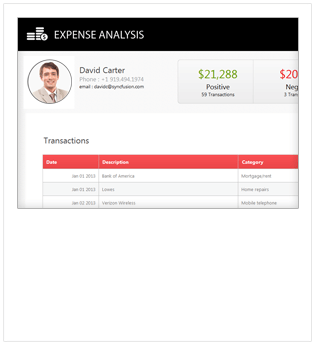 EXPENSE ANALYSIS
David Carter
Phone : +1 919.494.1974
email : davidc@syncfusion.com
$21,288
Positive
59 Transactions
$20
Neg
3 Tran
Transactions
Date Description Category
Jan 01 2013 Bank of America Mortgage/rent
Jan 01 2013 Lowes Home repairs
Jan 02 2013 Verizon Wireless Mobile telephone